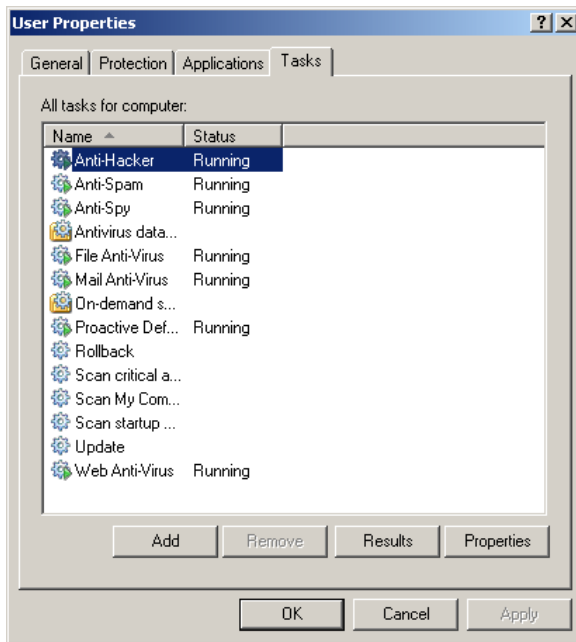 User Properties
General Protection Applications Tasks
All tasks for computer:
Name Status
Anti-Hacker Running
Anti-Spam Running
Anti-Spy Running
Antivirus data...
File Anti-Virus Running
Mail Anti-Virus Running
On-demand s...
Proactive Def... Running
Rollback
Scan critical a...
Scan My Com...
Scan startup ...
Update
Web Anti-Virus Running
Add Remove Results Properties
OK Cancel Apply